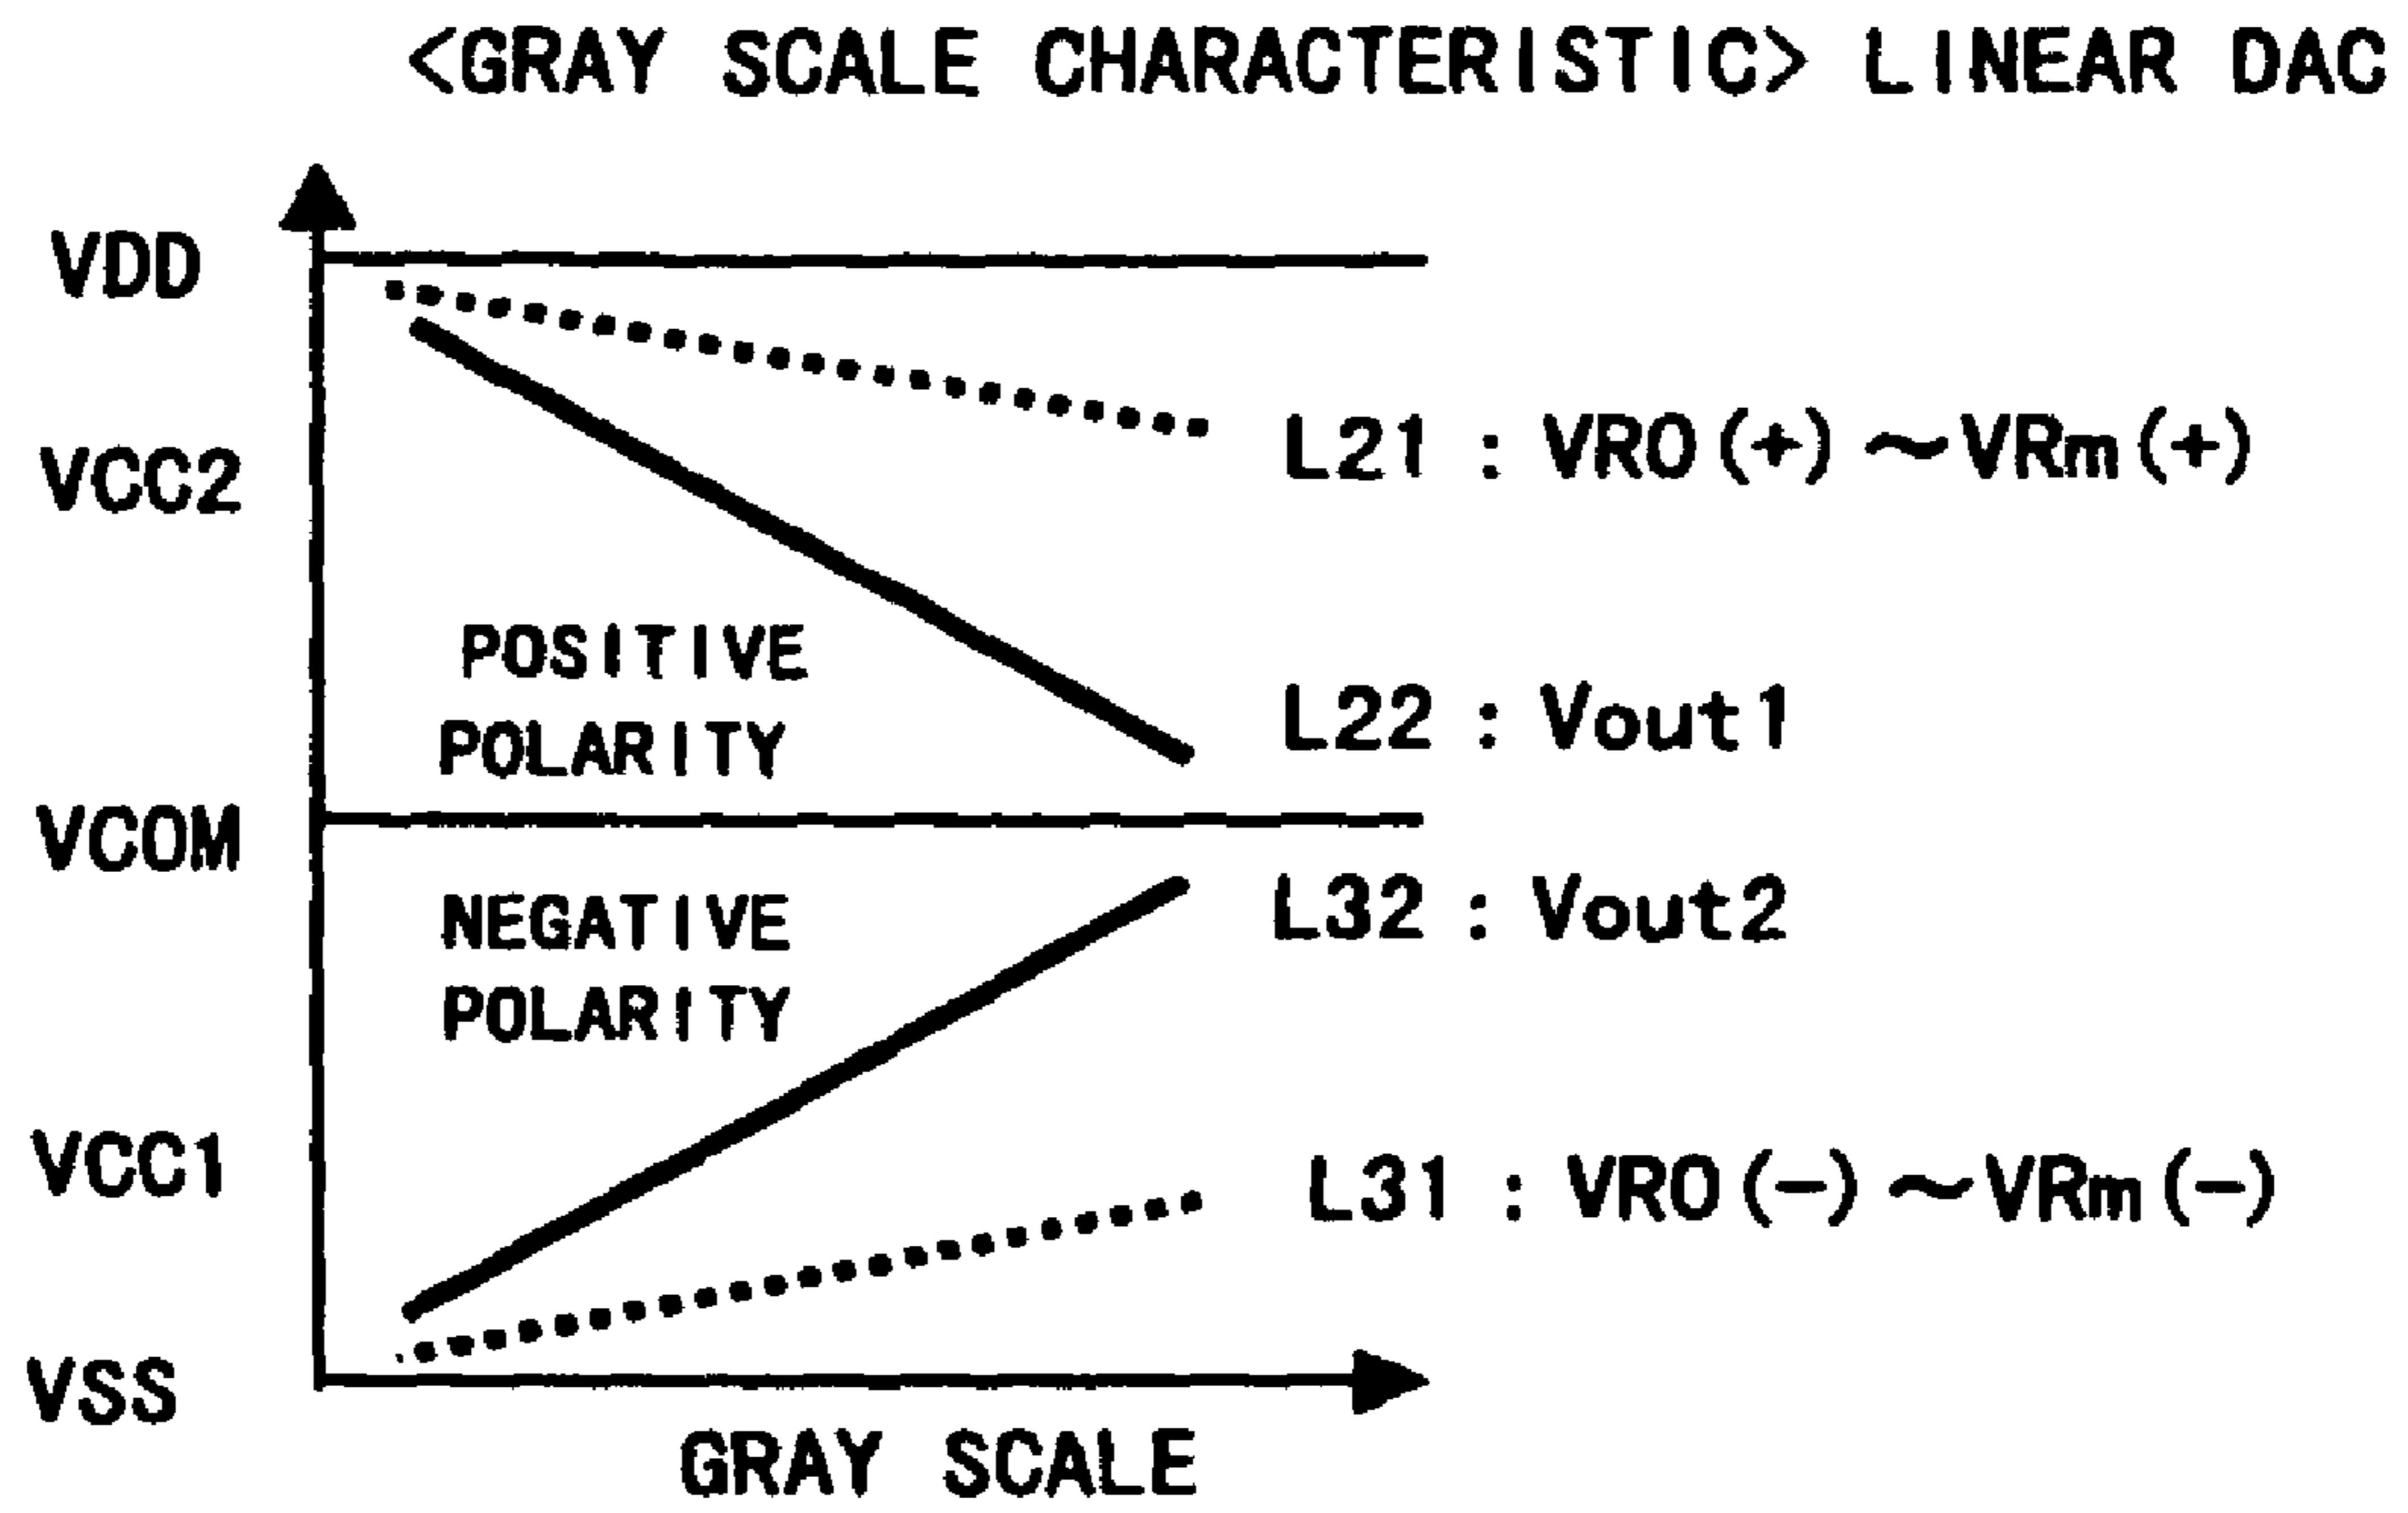 <GRAY SCALE CHARACTERISTIC> LINEAR DAC
VDD
VCC2
L21 : VR0(+)～VRm(+)
POSITIVE
POLARITY
L22 : Vout1
VCOM
NEGATIVE
POLARITY
L32 : Vout2
VCC1
L31 : VR0(−)～VRm(−)
VSS
GRAY SCALE